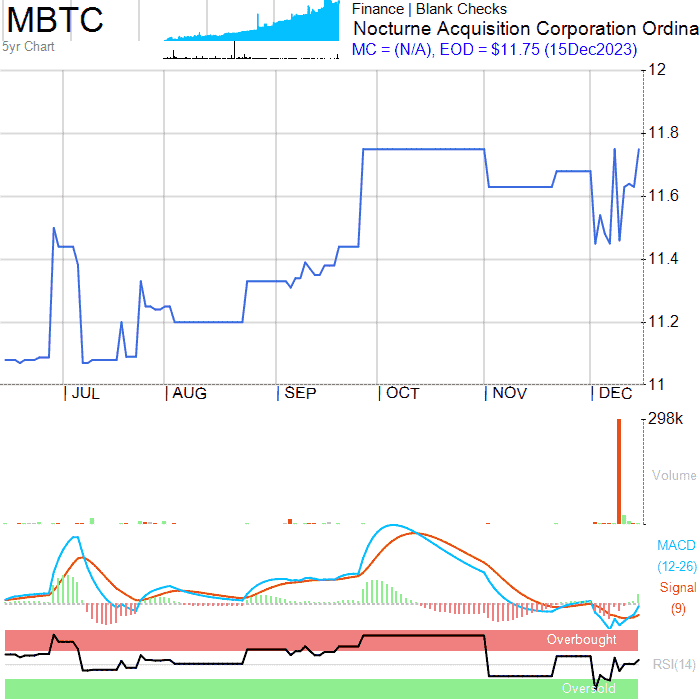 MBTC
5yr Chart
Finance | Blank Checks
Nocturne Acquisition Corporation Ordina
MC = (N/A), EOD = $11.75 (15Dec2023)
12
11.8
11.6
11.4
11.2
11
| JUL
| AUG
| SEP
| OCT
| NOV
| DEC
298k
Volume
MACD
(12-26)
Signal
(9)
Overbought
RSI(14)
Oversold